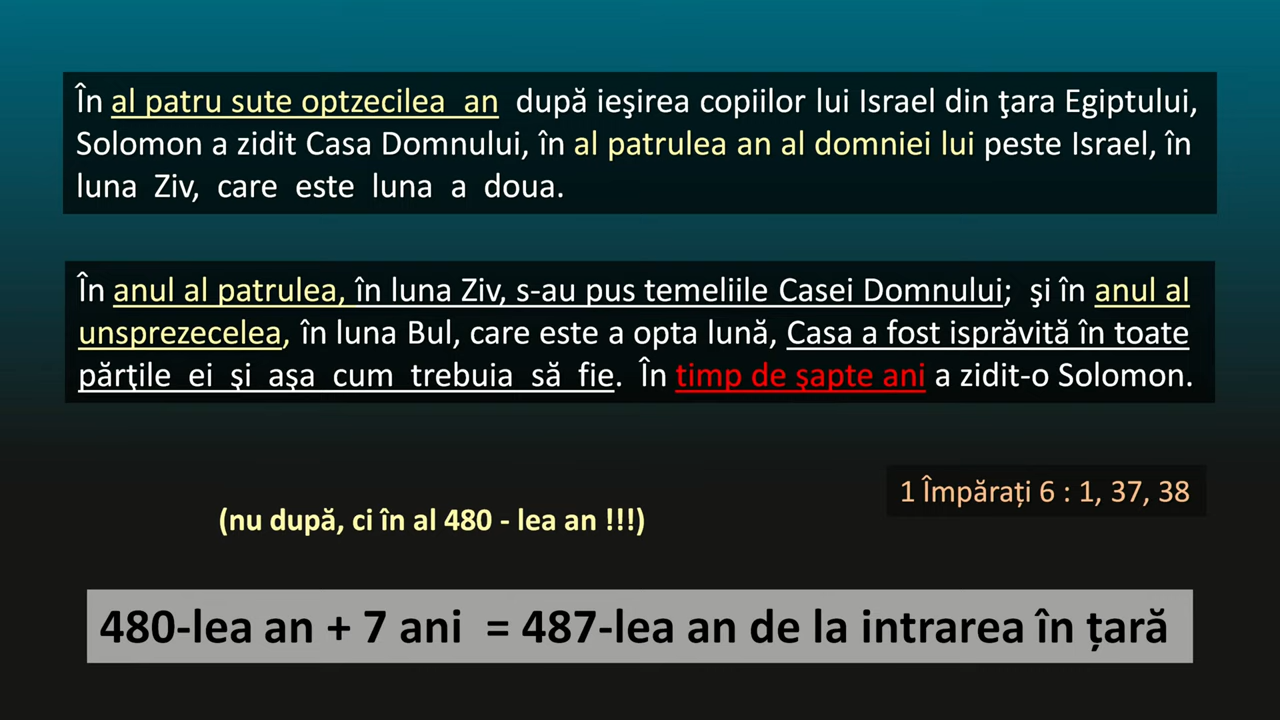 În al patru sute optzecilea an după ieşirea copiilor lui Israel din ţara Egiptului,
Solomon a zidit Casa Domnului, în al patrulea an al domniei lui peste Israel, în
luna Ziv, care este luna a doua.
În anul al patrulea, în luna Ziv, s-au pus temeliile Casei Domnului; şi în anul al
unsprezecelea, în luna Bul, care este a opta lună, Casa a fost isprăvită în toate
părţile ei şi aşa cum trebuia să fie. În timp de şapte ani a zidit-o Solomon.
1 Împărați 6 : 1, 37, 38
(nu după, ci în al 480 - lea an !!!)
480-lea an + 7 ani = 487-lea an de la intrarea în țară